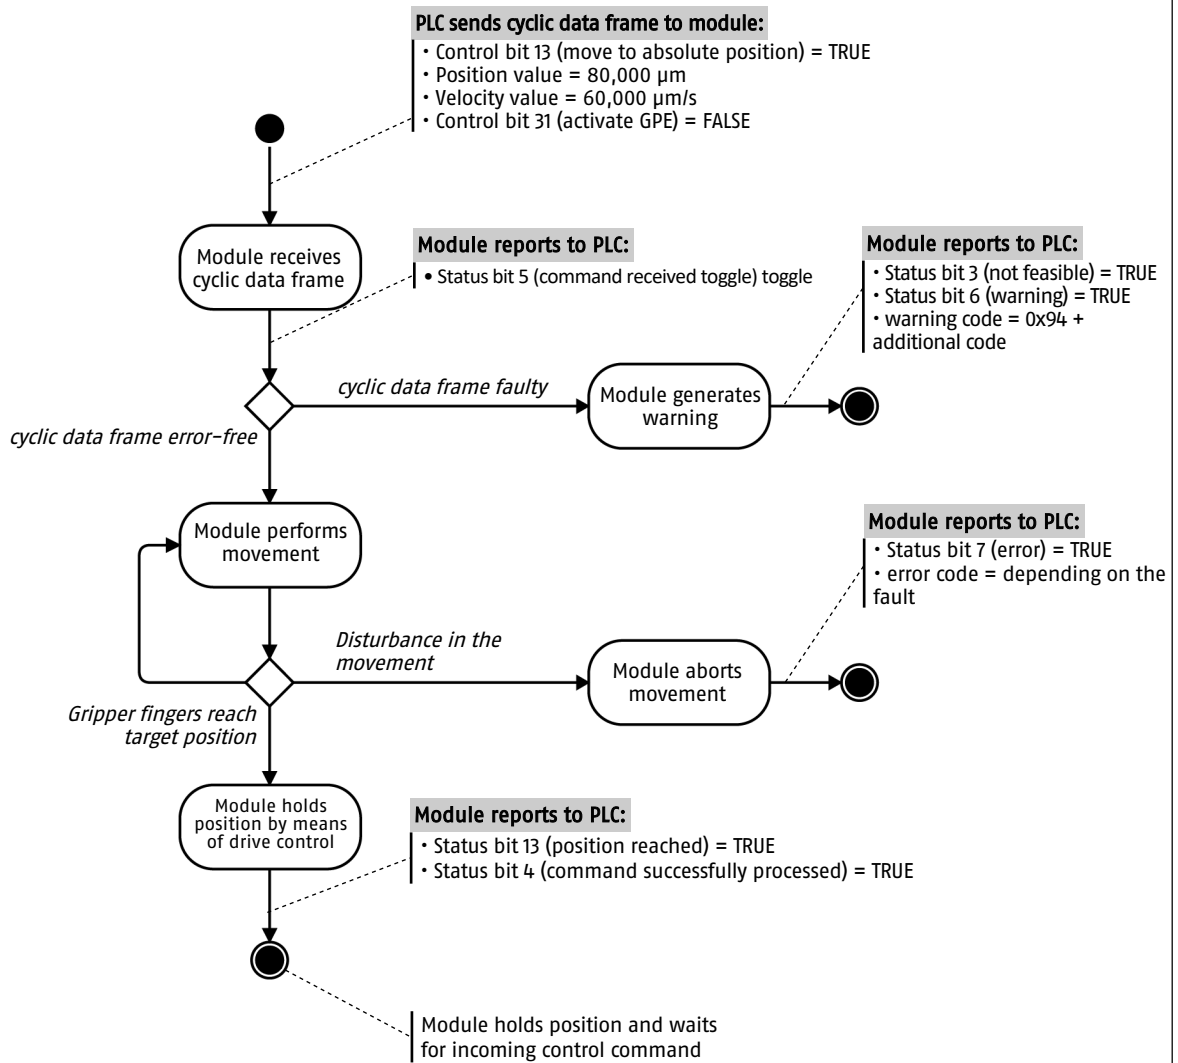 PLC sends cyclic data frame to module:
• Control bit 13 (move to absolute position) = TRUE
• Position value = 80,000 µm
• Velocity value = 60,000 µm/s
• Control bit 31 (activate GPE) = FALSE
Module receives
cyclic data frame
Module reports to PLC:
• Status bit 5 (command received toggle) toggle
Module reports to PLC:
• Status bit 3 (not feasible) = TRUE
• Status bit 6 (warning) = TRUE
• warning code = 0x94 +
additional code
cyclic data frame faulty
Module generates
warning
cyclic data frame error-free
Module performs
movement
Module reports to PLC:
• Status bit 7 (error) = TRUE
• error code = depending on the
fault
Disturbance in the
movement
Module aborts
movement
Gripper fingers reach
target position
Module holds
position by means
of drive control
Module reports to PLC:
• Status bit 13 (position reached) = TRUE
• Status bit 4 (command successfully processed) = TRUE
Module holds position and waits
for incoming control command